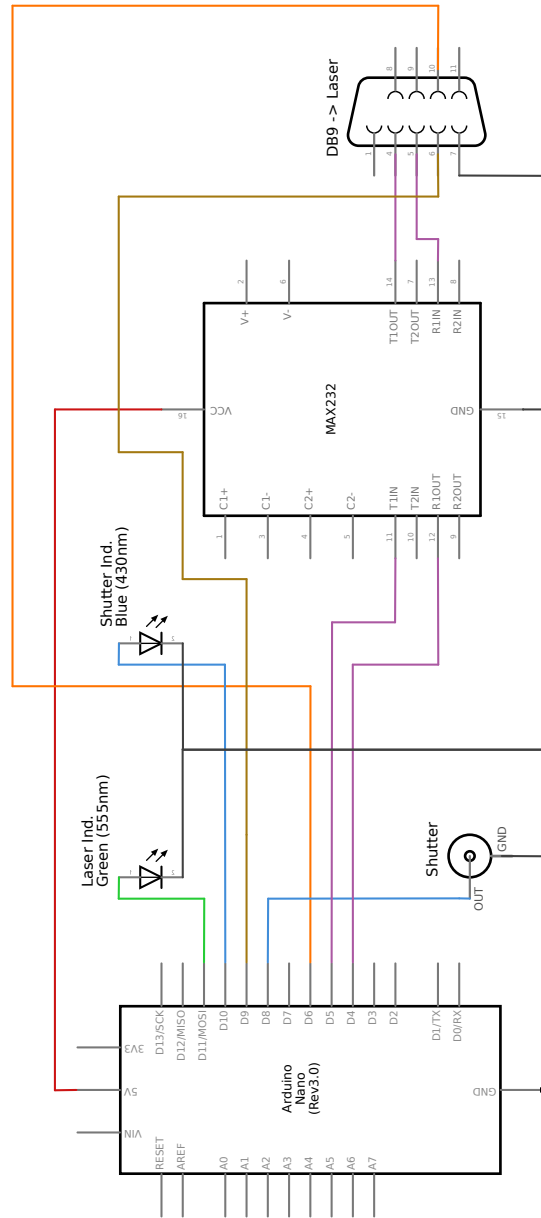 8
9
10
11
DB9 -> Laser
1
4
5
6
7
2
6
14
7
13
8
V+
V-
T1OUT
T2OUT
R1IN
R2IN
MAX232
16
VCC
GND
15
C1+
C1-
C2+
C2-
T1IN
T2IN
R1OUT
R2OUT
1
3
4
5
11
10
12
9
Shutter Ind.
Blue (430nm)
Laser Ind.
Green (555nm)
Shutter
GND
OUT
D13/SCK
D12/MISO
D11/MOSI
D10
D9
D8
D7
D6
D5
D4
D3
D2
D1/TX
D0/RX
3V3
5V
VIN
Arduino
Nano
(Rev3.0)
GND
RESET
AREF
A0
A1
A2
A3
A4
A5
A6
A7